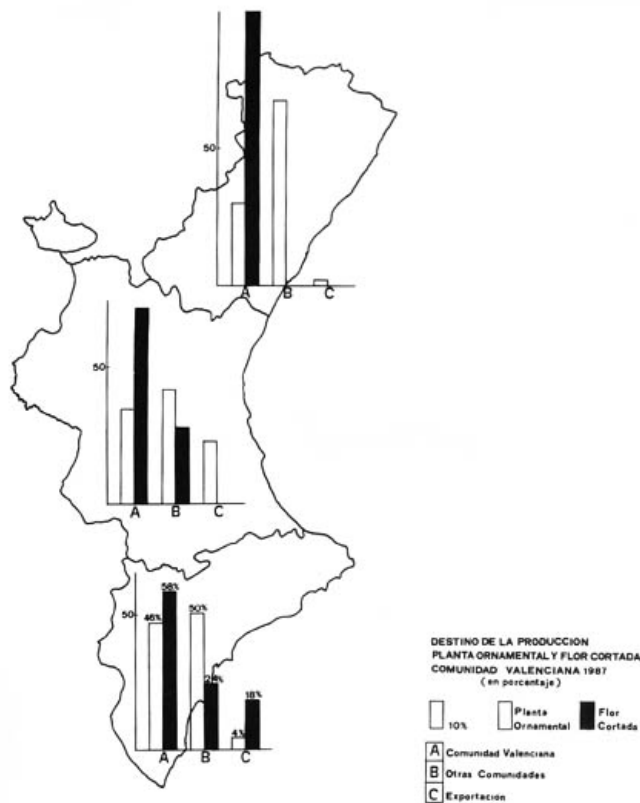 50
A B C
50
A B C
58%
50
46%
50%
24%
18%
4%
A B C
DESTINO DE LA PRODUCCION
PLANTA ORNAMENTAL Y FLOR CORTADA
COMUNIDAD VALENCIANA 1987
(en porcentaje)
10%
Planta
Ornamental
Flor
Cortada
A Comunidad Valenciana
B Otras Comunidades
C Exportación